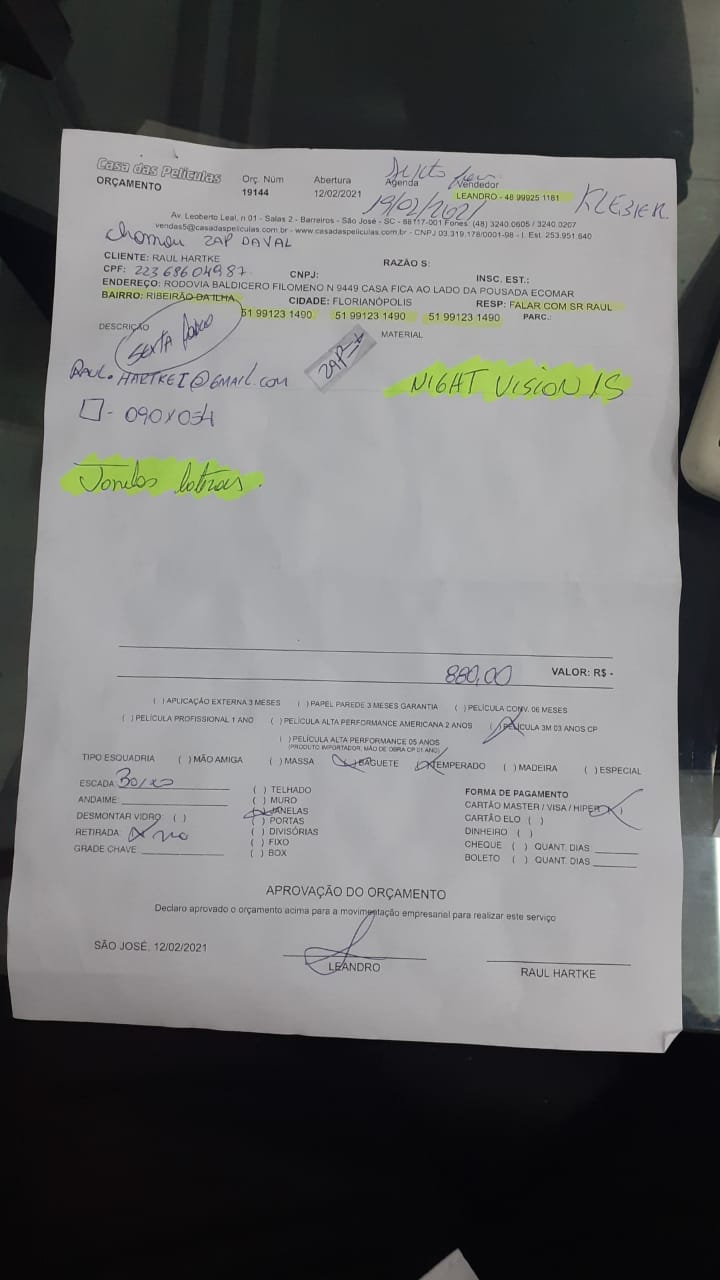 Casa das Películas
ORÇAMENTO
Orç. Núm
19144
Abertura
12/02/2021
Agenda
19/02/2021
Vendedor
LEANDRO - 48 99925 1181
KLEBER.
Av. Leoberto Leal, n 01 - Salas 2 - Barreiros - São José - SC - 88117-001 Fones: (48) 3240.0605 / 3240.0207
vendas5@casadaspeliculas.com.br - www.casadaspeliculas.com.br - CNPJ 03.319.178/0001-98 - I. Est. 253.951.640
chamou ZAP DAVAL
CLIENTE: RAUL HARTKE
RAZÃO S:
CPF: 22368604987.
CNPJ:
INSC. EST.:
ENDEREÇO: RODOVIA BALDICERO FILOMENO N 9449 CASA FICA AO LADO DA POUSADA ECOMAR
BAIRRO: RIBEIRÃO DA ILHA
CIDADE: FLORIANÓPOLIS
RESP: FALAR COM SR RAUL
51 99123 1490 51 99123 1490 51 99123 1490 PARC.:
DESCRIÇÃO
SEXTA
MATERIAL
ZAP
RAUL.HARTKE1@GMAIL.COM
NIGHT VISION 15
- 090X054
VALOR: R$ -
880,00
( ) APLICAÇÃO EXTERNA 3 MESES ( ) PAPEL PAREDE 3 MESES GARANTIA ( ) PELÍCULA CONV. 06 MESES
( ) PELÍCULA PROFISSIONAL 1 ANO ( ) PELÍCULA ALTA PERFORMANCE AMERICANA 2 ANOS ( ) PELÍCULA 3M 03 ANOS CP
( ) PELÍCULA ALTA PERFORMANCE 05 ANOS
(PRODUTO IMPORTADOR, MÃO DE OBRA CP 01 ANO)
TIPO ESQUADRIA ( ) MÃO AMIGA ( ) MASSA ( ) BAGUETE ( ) TEMPERADO ( ) MADEIRA ( ) ESPECIAL
ESCADA:
ANDAIME:
DESMONTAR VIDRO: ( )
RETIRADA: ( ) no
GRADE CHAVE:
( ) TELHADO
( ) MURO
( ) JANELAS
( ) PORTAS
( ) DIVISÓRIAS
( ) FIXO
( ) BOX
FORMA DE PAGAMENTO
CARTÃO MASTER / VISA / HIPER ( )
CARTÃO ELO ( )
DINHEIRO ( )
CHEQUE ( ) QUANT. DIAS
BOLETO ( ) QUANT. DIAS
APROVAÇÃO DO ORÇAMENTO
Declaro aprovado o orçamento acima para a movimentação empresarial para realizar este serviço
SÃO JOSÉ, 12/02/2021
LEANDRO
RAUL HARTKE